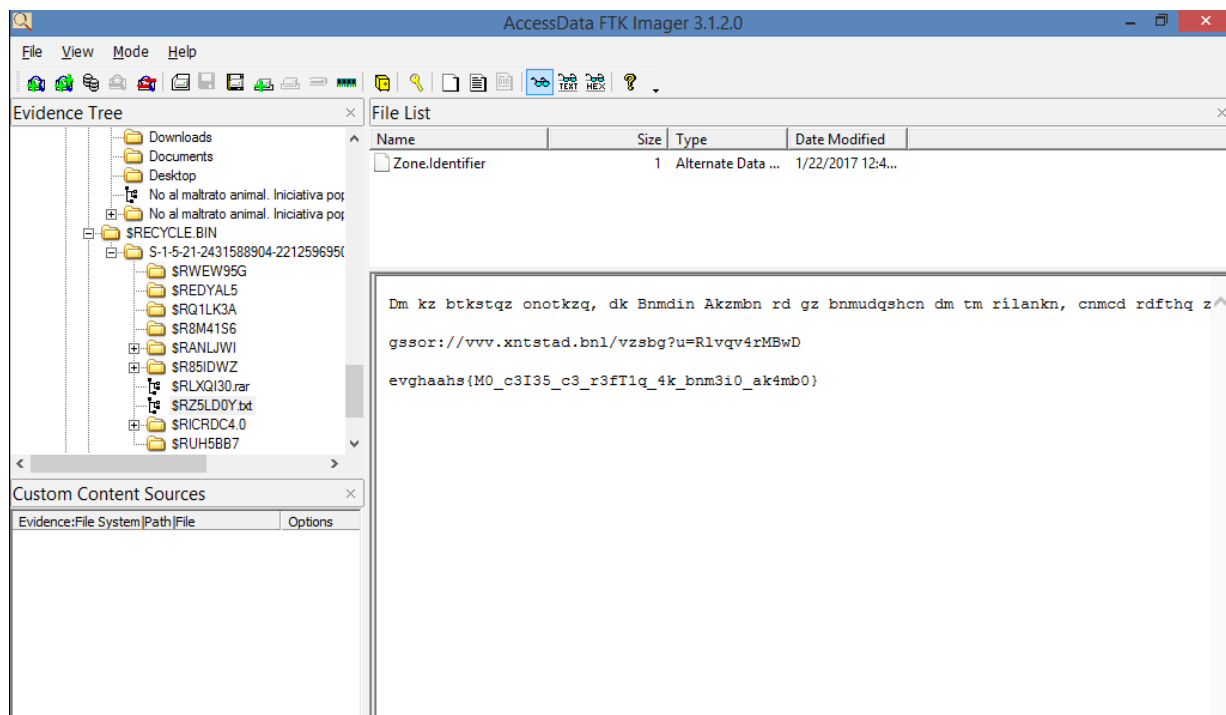 AccessData FTK Imager 3.1.2.0
File View Mode Help
TEXT HEX
Evidence Tree
Downloads
Documents
Desktop
No al maltrato animal. Iniciativa pop
No al maltrato animal. Iniciativa pop
$RECYCLE.BIN
S-1-5-21-2431588904-2212596950
$RWEW95G
$REDYAL5
$RQ1LK3A
$R8M41S6
$RANLJWI
$R85IDWZ
$RLXQI30.rar
$RZ5LD0Y.txt
$RICRDC4.0
$RUH5BB7
Custom Content Sources
Evidence:File System|Path|File Options
File List
Name Size Type Date Modified
Zone.Identifier 1 Alternate Data ... 1/22/2017 12:4...
Dm kz btkstqz onotkzq, dk Bnmdin Akzmbn rd gz bnmudqshcn dm tm rílankn, cnmcd rdfthq z
gssor://vvv.xntstad.bnl/vzsbg?u=Rlvqv4rMBwD
evghaahs{M0_c3I35_c3_r3fT1q_4k_bnm3i0_ak4mb0}